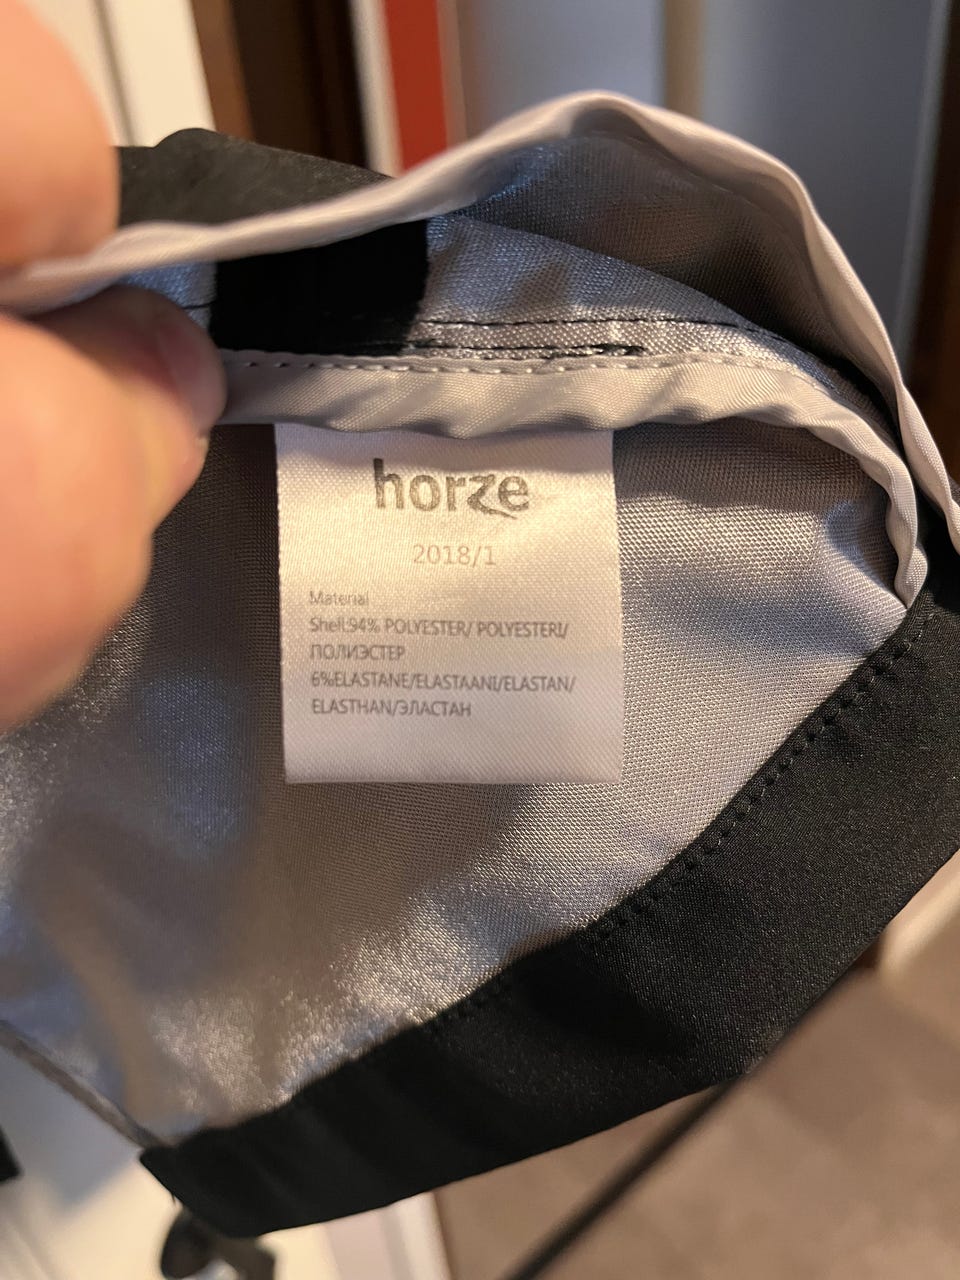 horze
2018/1
Material
Shell:94% POLYESTER/ POLYESTERI/
ПОЛИЭСТЕР
6%ELASTANE/ELASTAANI/ELASTAN/
ELASTHAN/ЭЛАСТАН